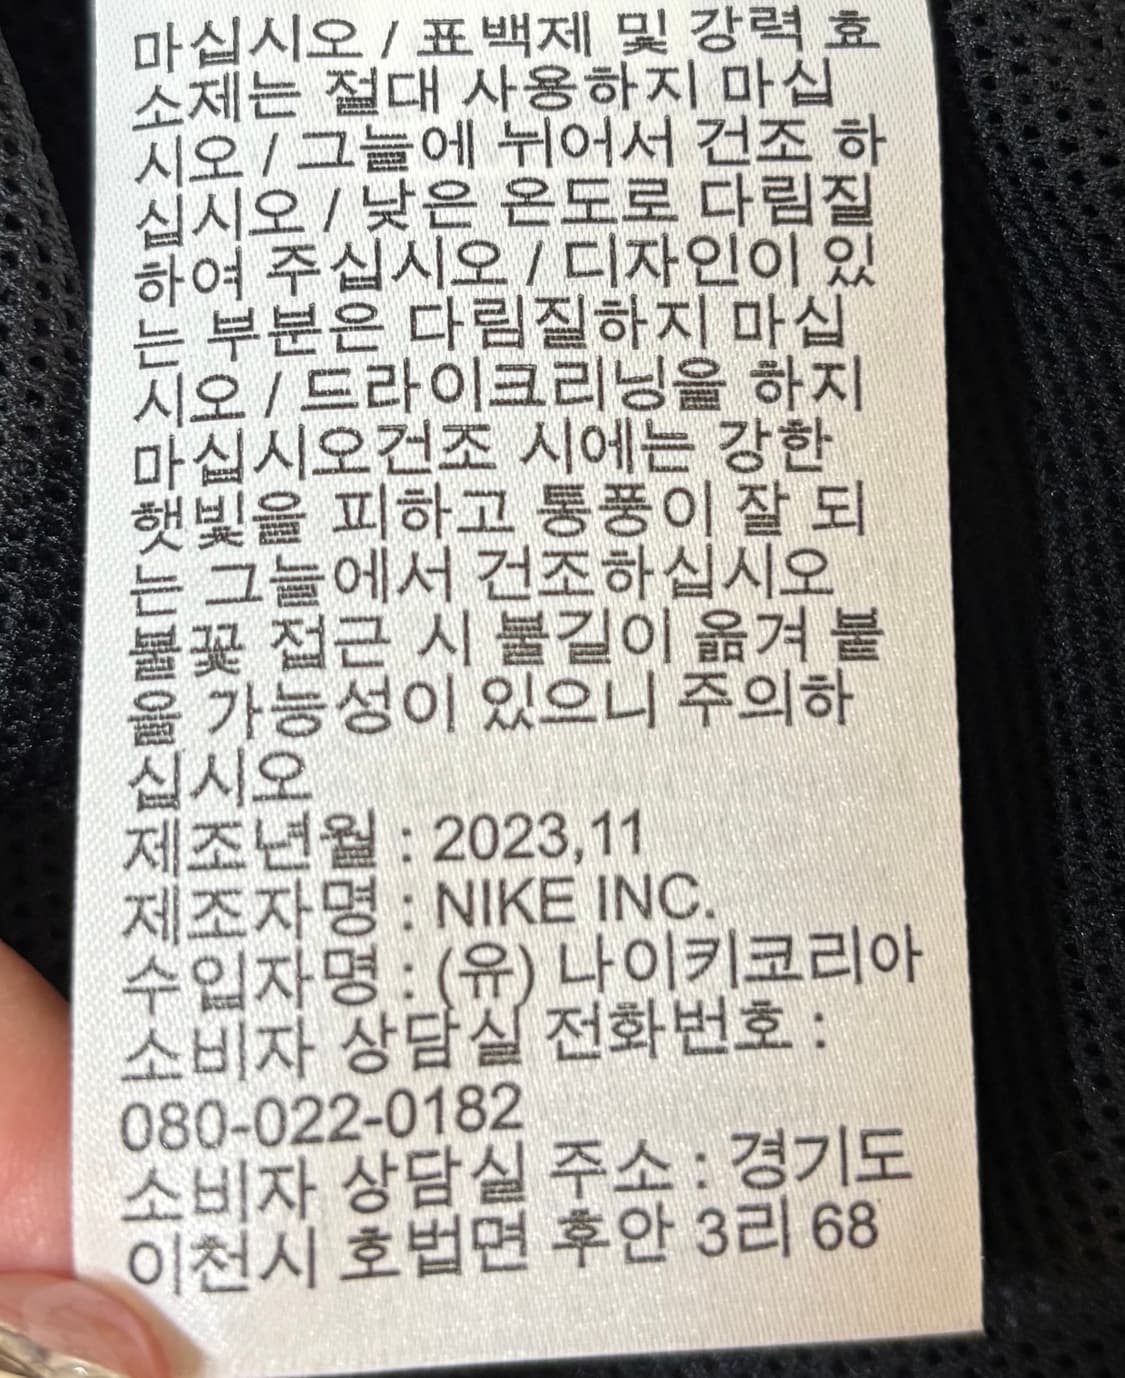 마십시오 / 표백제 및 강력 효
소제는 절대 사용하지 마십
시오 / 그늘에 뉘어서 건조 하
십시오 / 낮은 온도로 다림질
하여 주십시오 / 디자인이 있
는 부분은 다림질하지 마십
시오 / 드라이크리닝을 하지
마십시오건조 시에는 강한
햇빛을 피하고 통풍이 잘 되
는 그늘에서 건조하십시오
불꽃 접근 시 불길이 옮겨 붙
을 가능성이 있으니 주의하
십시오
제조년월 : 2023,11
제조자명 : NIKE INC.
수입자명 : (유) 나이키코리아
소비자 상담실 전화번호 :
080-022-0182
소비자 상담실 주소 : 경기도
이천시 호법면 후안 3리 68